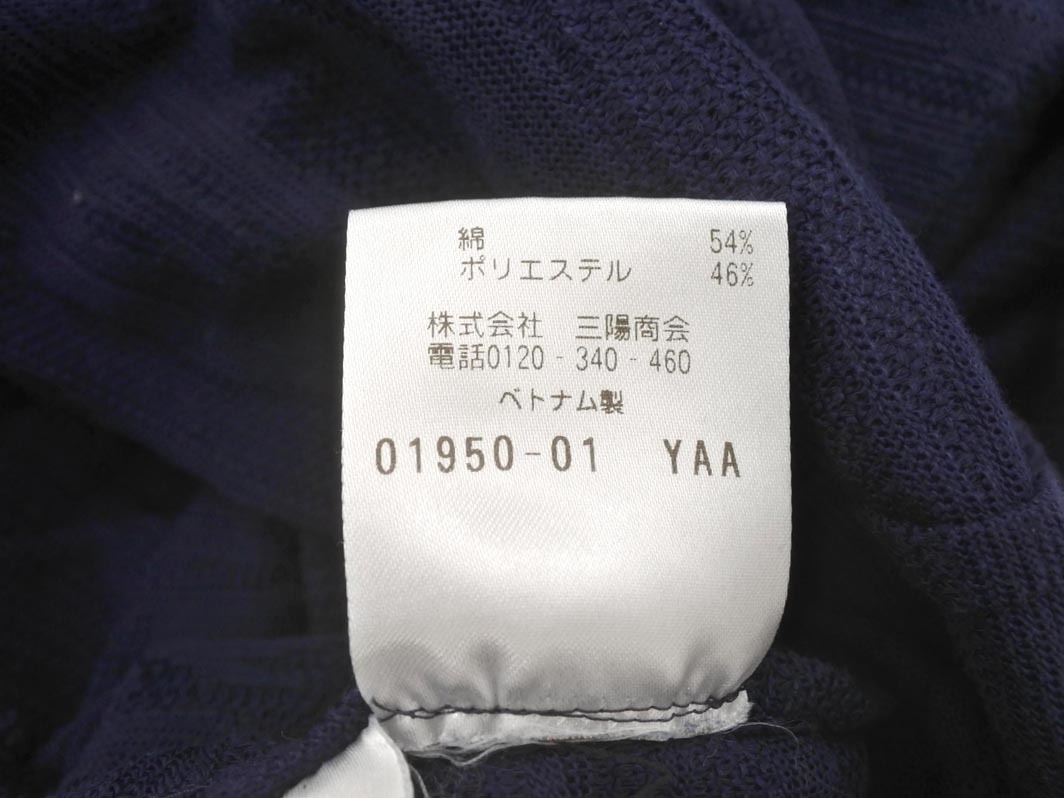 綿 54%
ポリエステル 46%
株式会社 三陽商会
電話0120-340-460
ベトナム製
01950-01 YAA